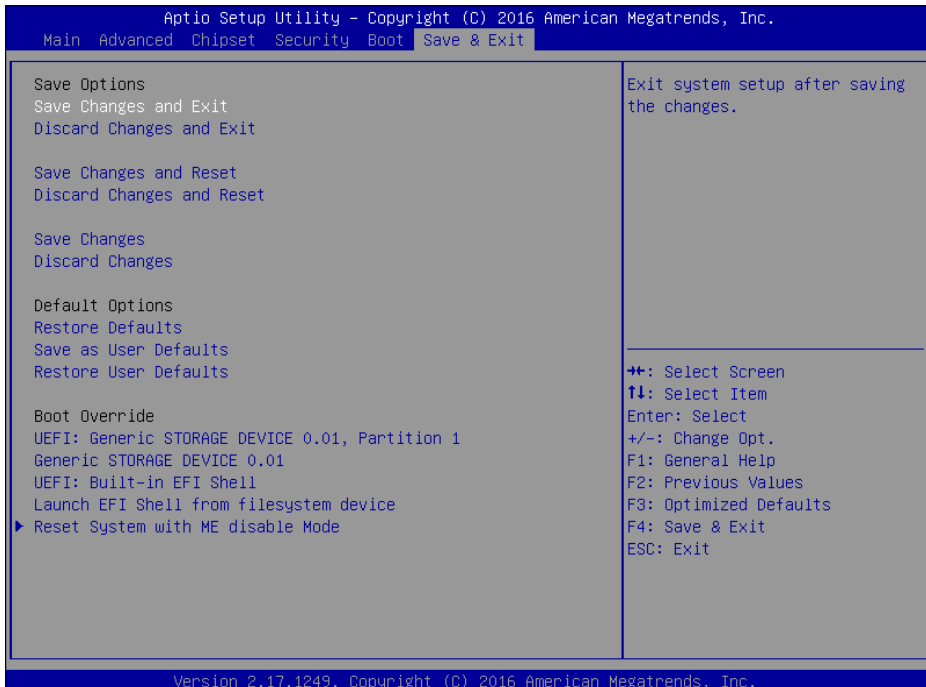 Aptio Setup Utility – Copyright (C) 2016 American Megatrends, Inc.
Main Advanced Chipset Security Boot Save & Exit
Save Options
Save Changes and Exit
Discard Changes and Exit
Save Changes and Reset
Discard Changes and Reset
Save Changes
Discard Changes
Default Options
Restore Defaults
Save as User Defaults
Restore User Defaults
Boot Override
UEFI: Generic STORAGE DEVICE 0.01, Partition 1
Generic STORAGE DEVICE 0.01
UEFI: Built-in EFI Shell
Launch EFI Shell from filesystem device
Reset System with ME disable Mode
Exit system setup after saving
the changes.
→←: Select Screen
↑↓: Select Item
Enter: Select
+/-: Change Opt.
F1: General Help
F2: Previous Values
F3: Optimized Defaults
F4: Save & Exit
ESC: Exit
Version 2.17.1249. Copyright (C) 2016 American Megatrends, Inc.